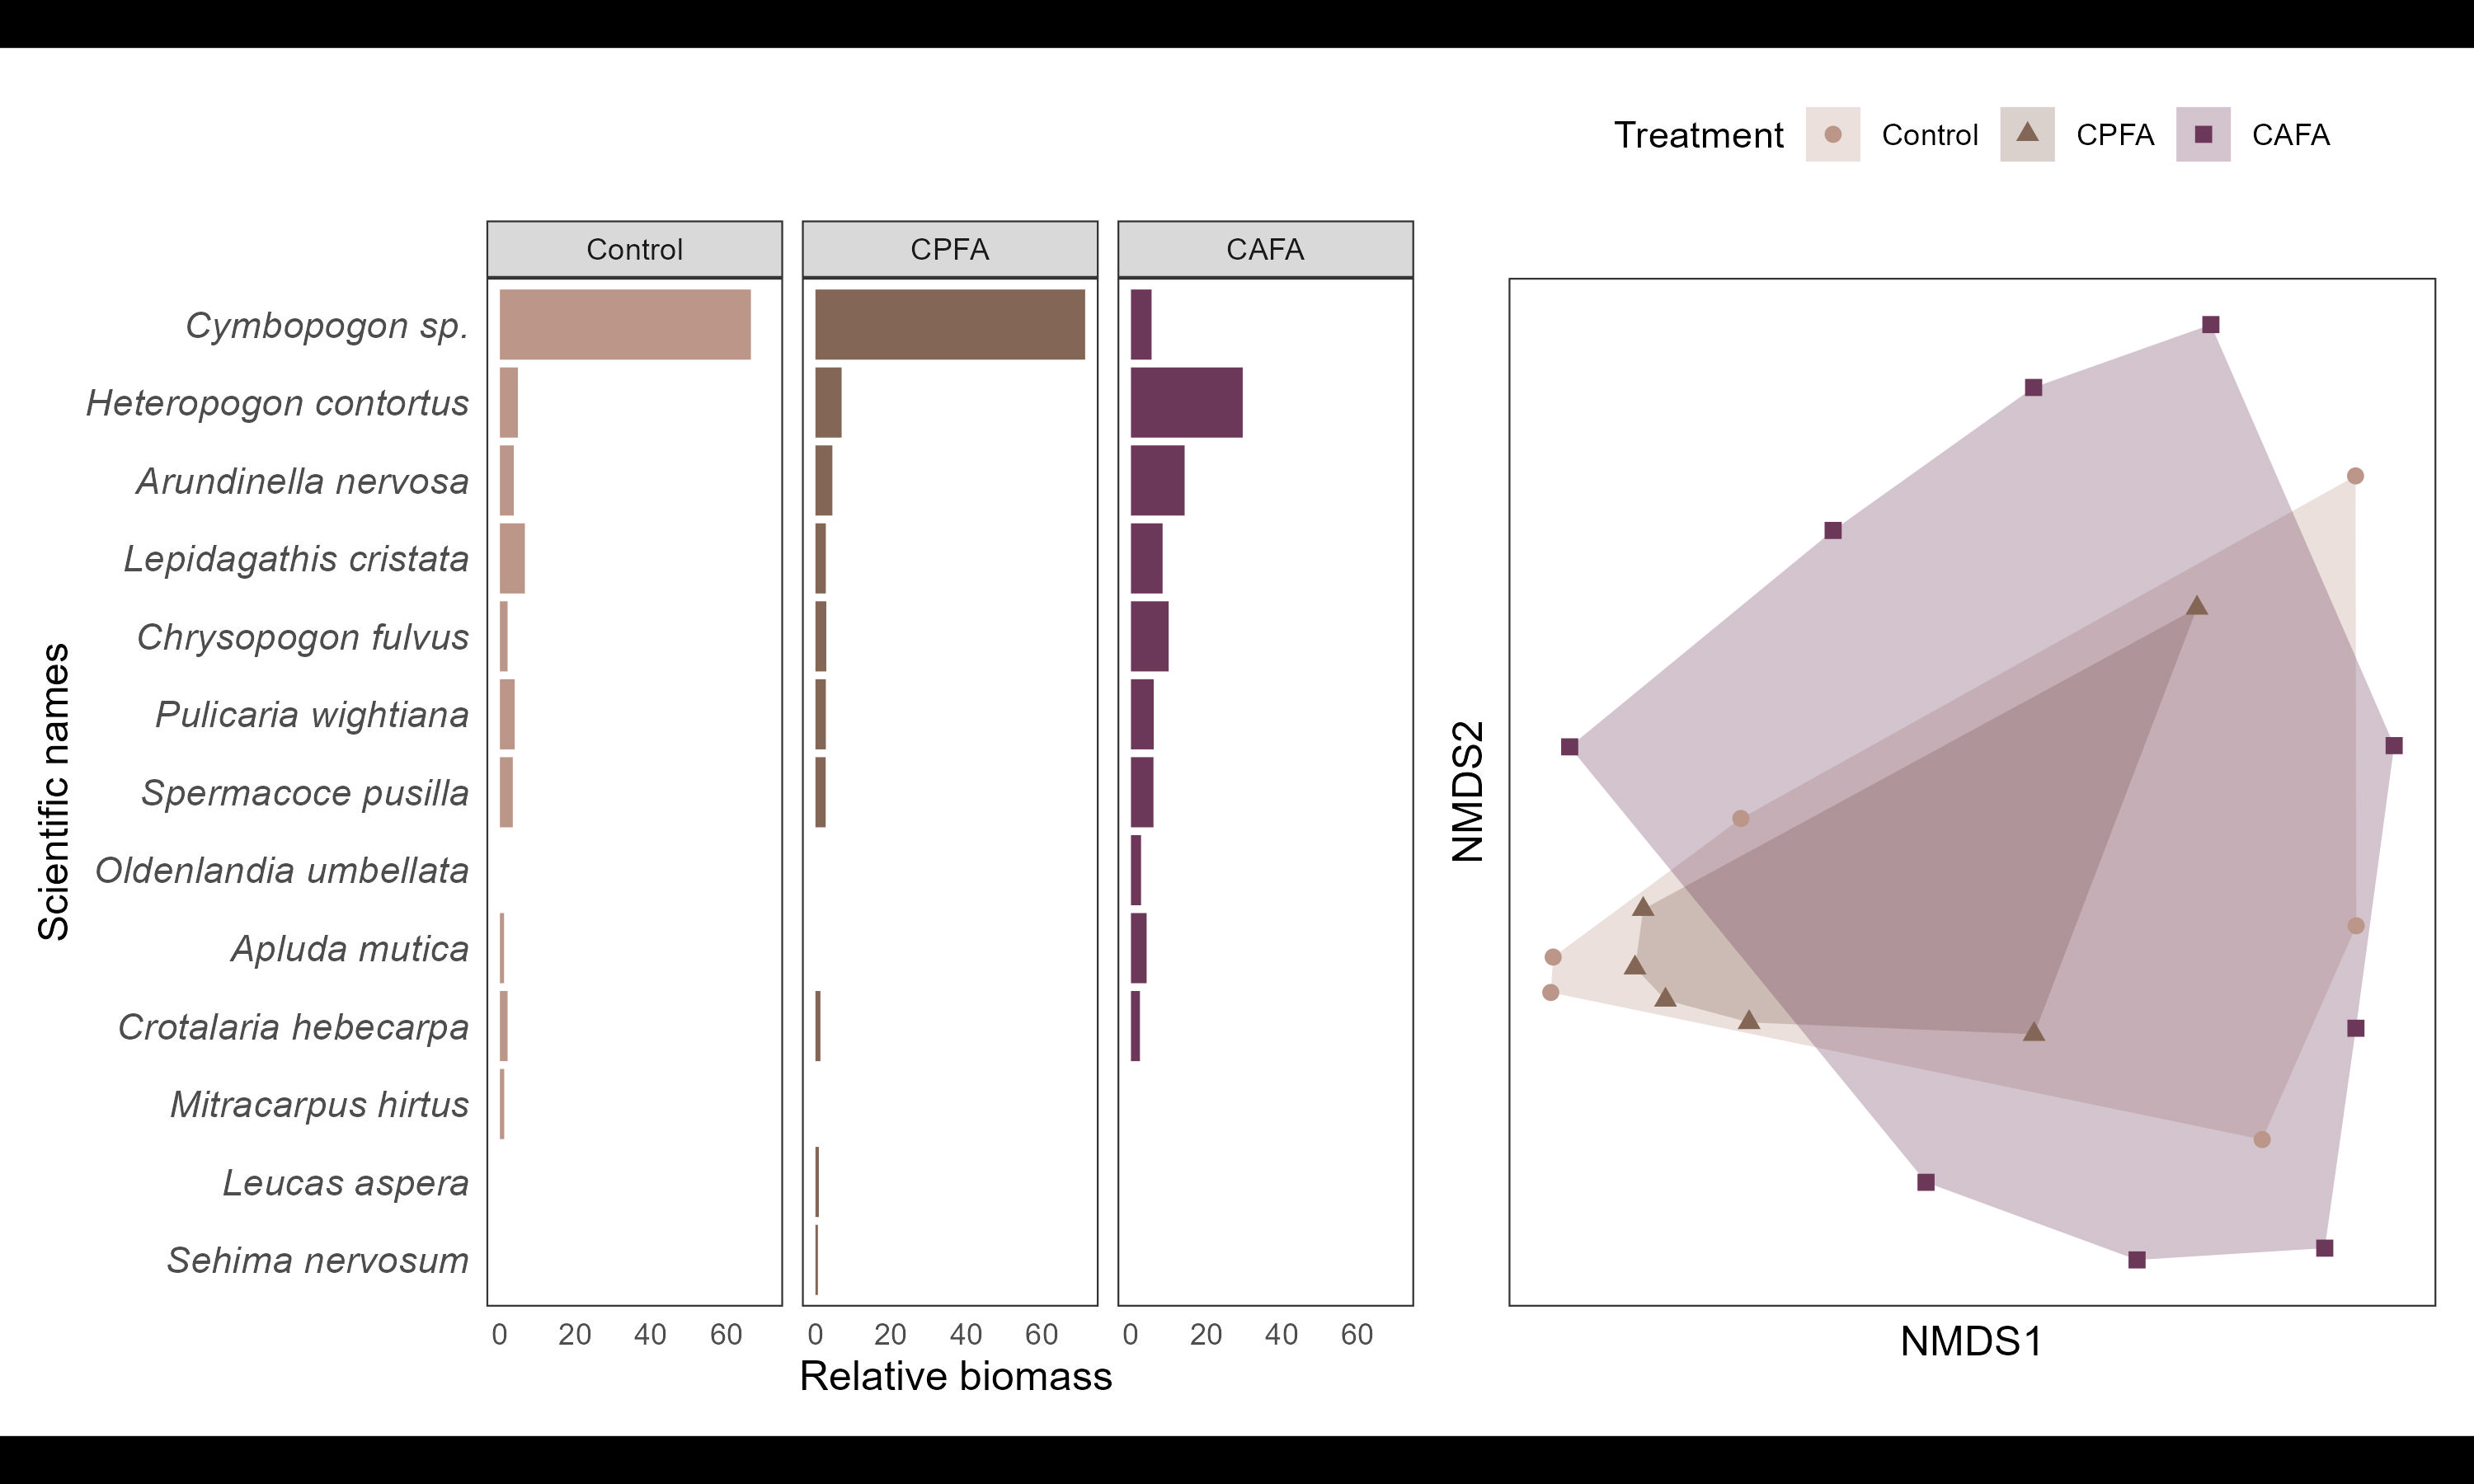 Treatment Control CPFA CAFA
Control CPFA CAFA
Scientific names
Cymbopogon sp.
Heteropogon contortus
Arundinella nervosa
Lepidagathis cristata
Chrysopogon fulvus
Pulicaria wightiana
Spermacoce pusilla
Oldenlandia umbellata
Apluda mutica
Crotalaria hebecarpa
Mitracarpus hirtus
Leucas aspera
Sehima nervosum
0 20 40 60 0 20 40 60 0 20 40 60
Relative biomass
NMDS2
NMDS1